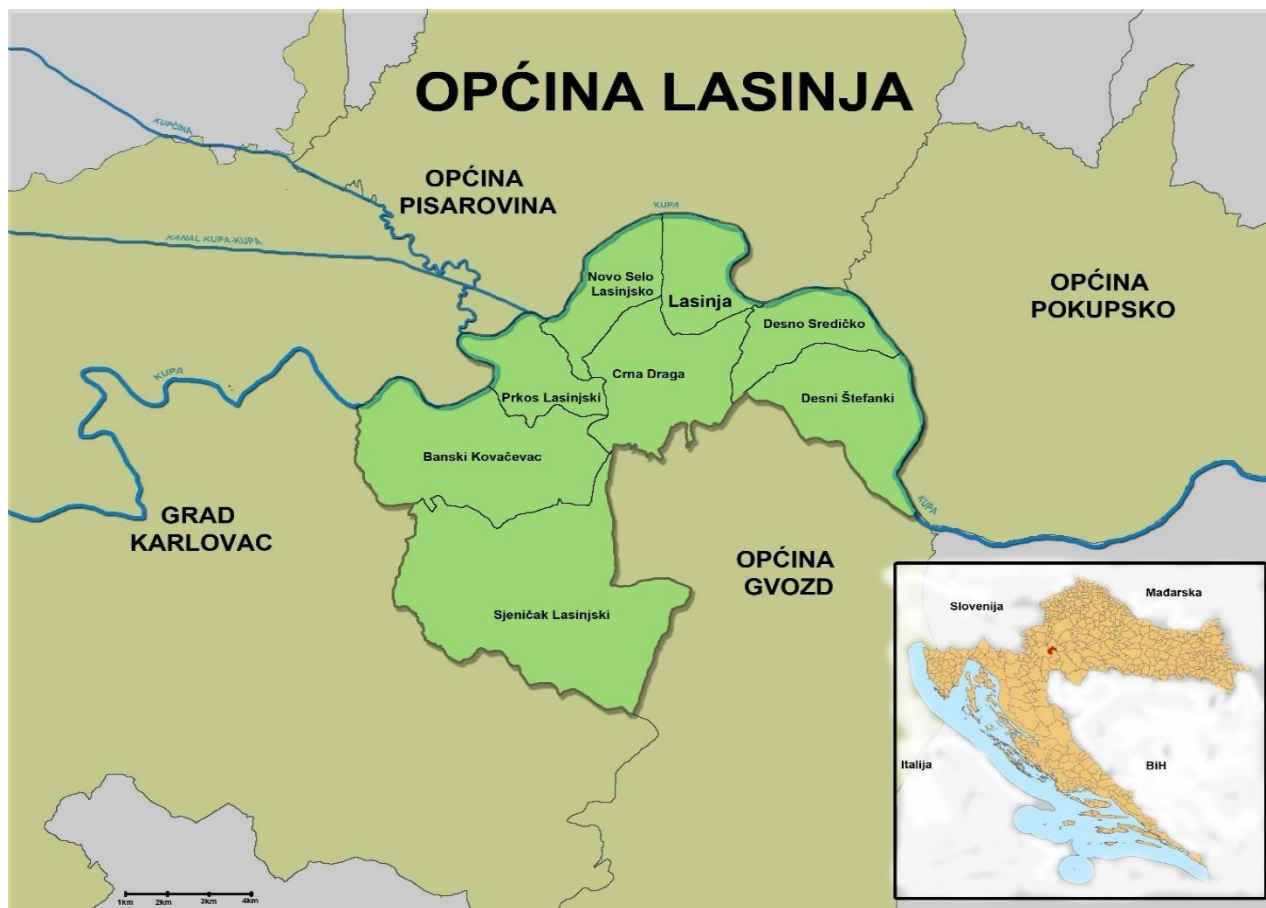 OPĆINA LASINJA
KUPČINA
OPĆINA
PISAROVINA
KUPA
KANAL KUPA-KUPA
Novo Selo
Lasinjsko
Lasinja
OPĆINA
POKUPSKO
Desno Središčko
KUPA
Crna Draga
Prkos Lasinjski
Desni Štefanki
Banski Kovačevac
KUPA
GRAD
KARLOVAC
OPĆINA
GVOZD
Sjeničak Lasinjski
Slovenija
Mađarska
Italija
BiH
1km 2km 3km 4km